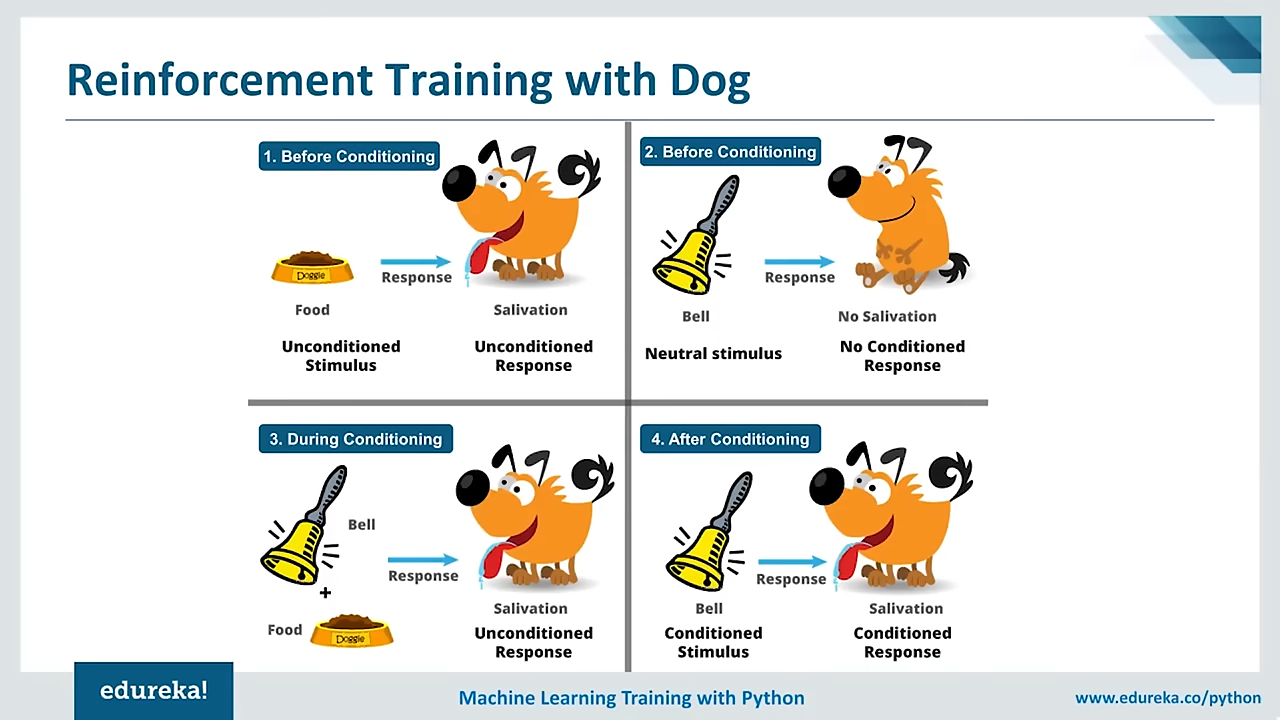 Reinforcement Training with Dog
1. Before Conditioning
Doggie
Response
Food
Salivation
Unconditioned
Stimulus
Unconditioned
Response
2. Before Conditioning
Response
Bell
No Salivation
Neutral stimulus
No Conditioned
Response
3. During Conditioning
Bell
Response
+
Food
Doggle
Salivation
Unconditioned
Response
4. After Conditioning
Response
Bell
Salivation
Conditioned
Stimulus
Conditioned
Response
edureka!
Machine Learning Training with Python
www.edureka.co/python